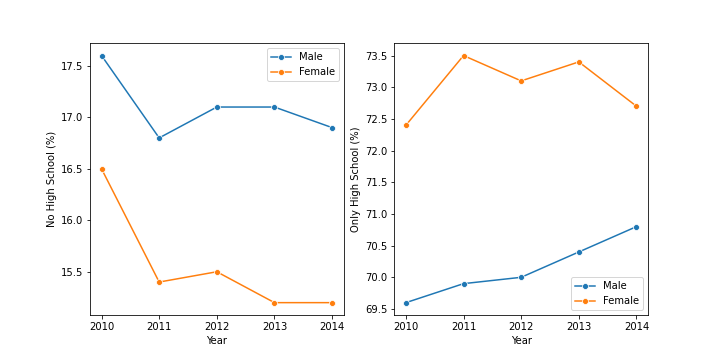 No High School (%)
17.5
17.0
16.5
16.0
15.5
2010 2011 2012 2013 2014
Year
Male
Female
Only High School (%)
73.5
73.0
72.5
72.0
71.5
71.0
70.5
70.0
69.5
2010 2011 2012 2013 2014
Year
Male
Female